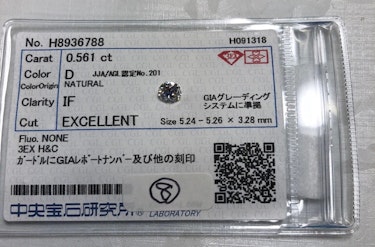 No. H8936788 H091318
Carat 0.561 ct
Color D JJA/AGL認定No.201
ColorOrigin NATURAL
Clarity IF GIAグレーディング
システムに準拠
Cut EXCELLENT Size 5.24 - 5.26 × 3.28 mm
Fluo. NONE
3EX H&C
ガードルにGIAレポートナンバー及び他の刻印
中央宝石研究所 LABORATORY